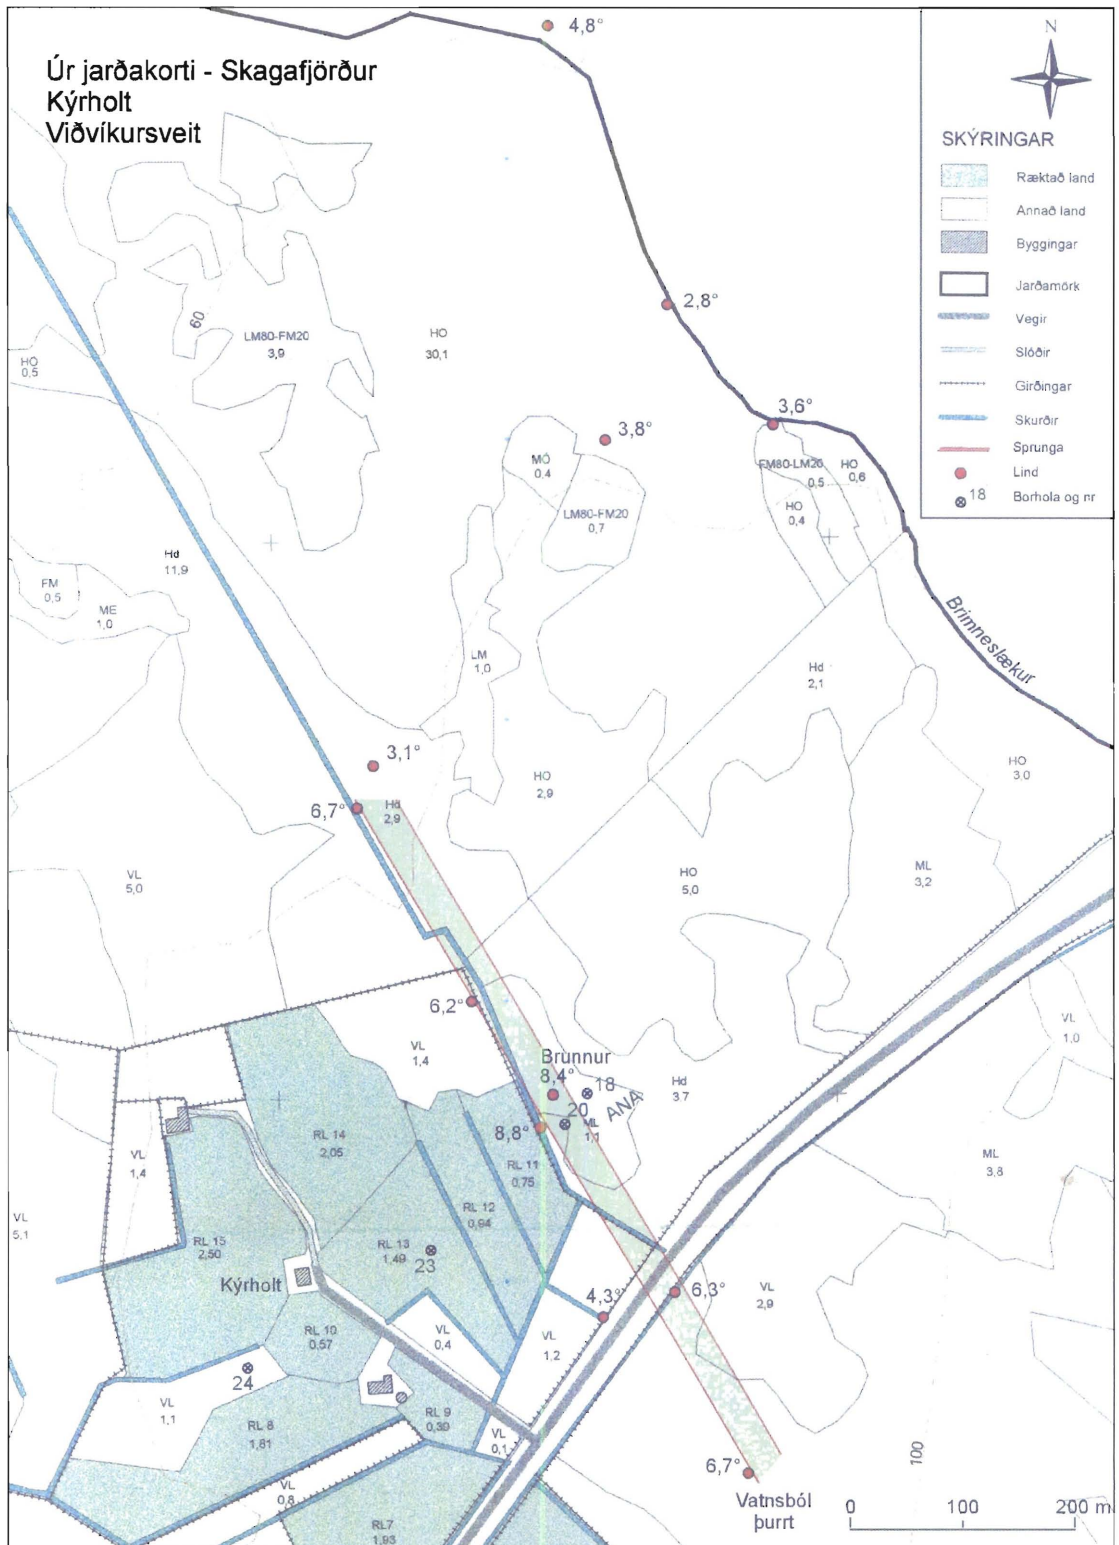 Úr jarðakorti - Skagafjörður
Kýrholt
Viðvíkursveit
4,8°
N
SKÝRINGAR
Ræktað land
Annað land
Byggingar
Jarðamörk
Vegir
Slóðir
Girðingar
Skurðir
Sprunga
Lind
18 Borhola og nr
60
LM80-FM20
3,9
HO
30,1
2,8°
HO
0,5
3,8°
3,6°
MÓ
0,4
LM80-FM20
0,7
FM80-LM20
0,5
HO
0,6
HO
0,4
Hd
11,9
FM
0,5
ME
1,0
Brimneslækur
LM
1,0
Hd
2,1
3,1°
6,7°
Hd
2,9
HO
2,9
HO
3,0
VL
5,0
HO
5,0
ML
3,2
6,2°
VL
1,4
VL
1,0
Brunnur
8,4°
18
ANA
20
Hd
3,7
8,8°
ML
1,1
RL 14
2,05
VL
1,4
RL 11
0,75
ML
3,8
RL 12
0,94
VL
5,1
RL 15
2,50
RL 13
1,49
23
Kýrholt
4,3°
6,3°
VL
2,9
RL 10
0,57
VL
0,4
VL
1,2
24
VL
1,1
RL 8
1,81
RL 9
0,39
VL
0,1
100
6,7°
VL
0,8
Vatnsból
þurrt
RL7
1,93
0 100 200 m